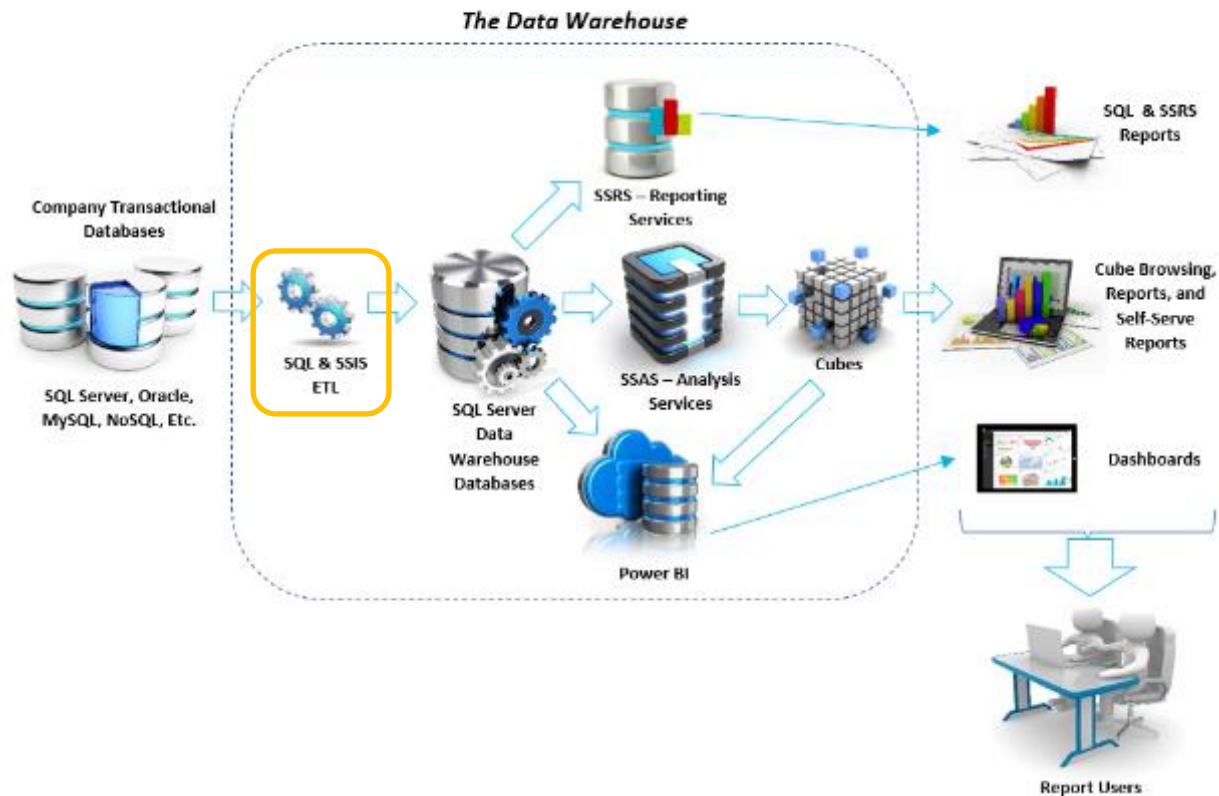 The Data Warehouse
SQL & SSRS
Reports
SSRS – Reporting
Services
Company Transactional
Databases
SQL Server, Oracle,
MySQL, NoSQL, Etc.
SQL & SSIS
ETL
SQL Server
Data
Warehouse
Databases
SSAS – Analysis
Services
Cubes
Cube Browsing,
Reports, and
Self-Serve
Reports
Power BI
Dashboards
Report Users